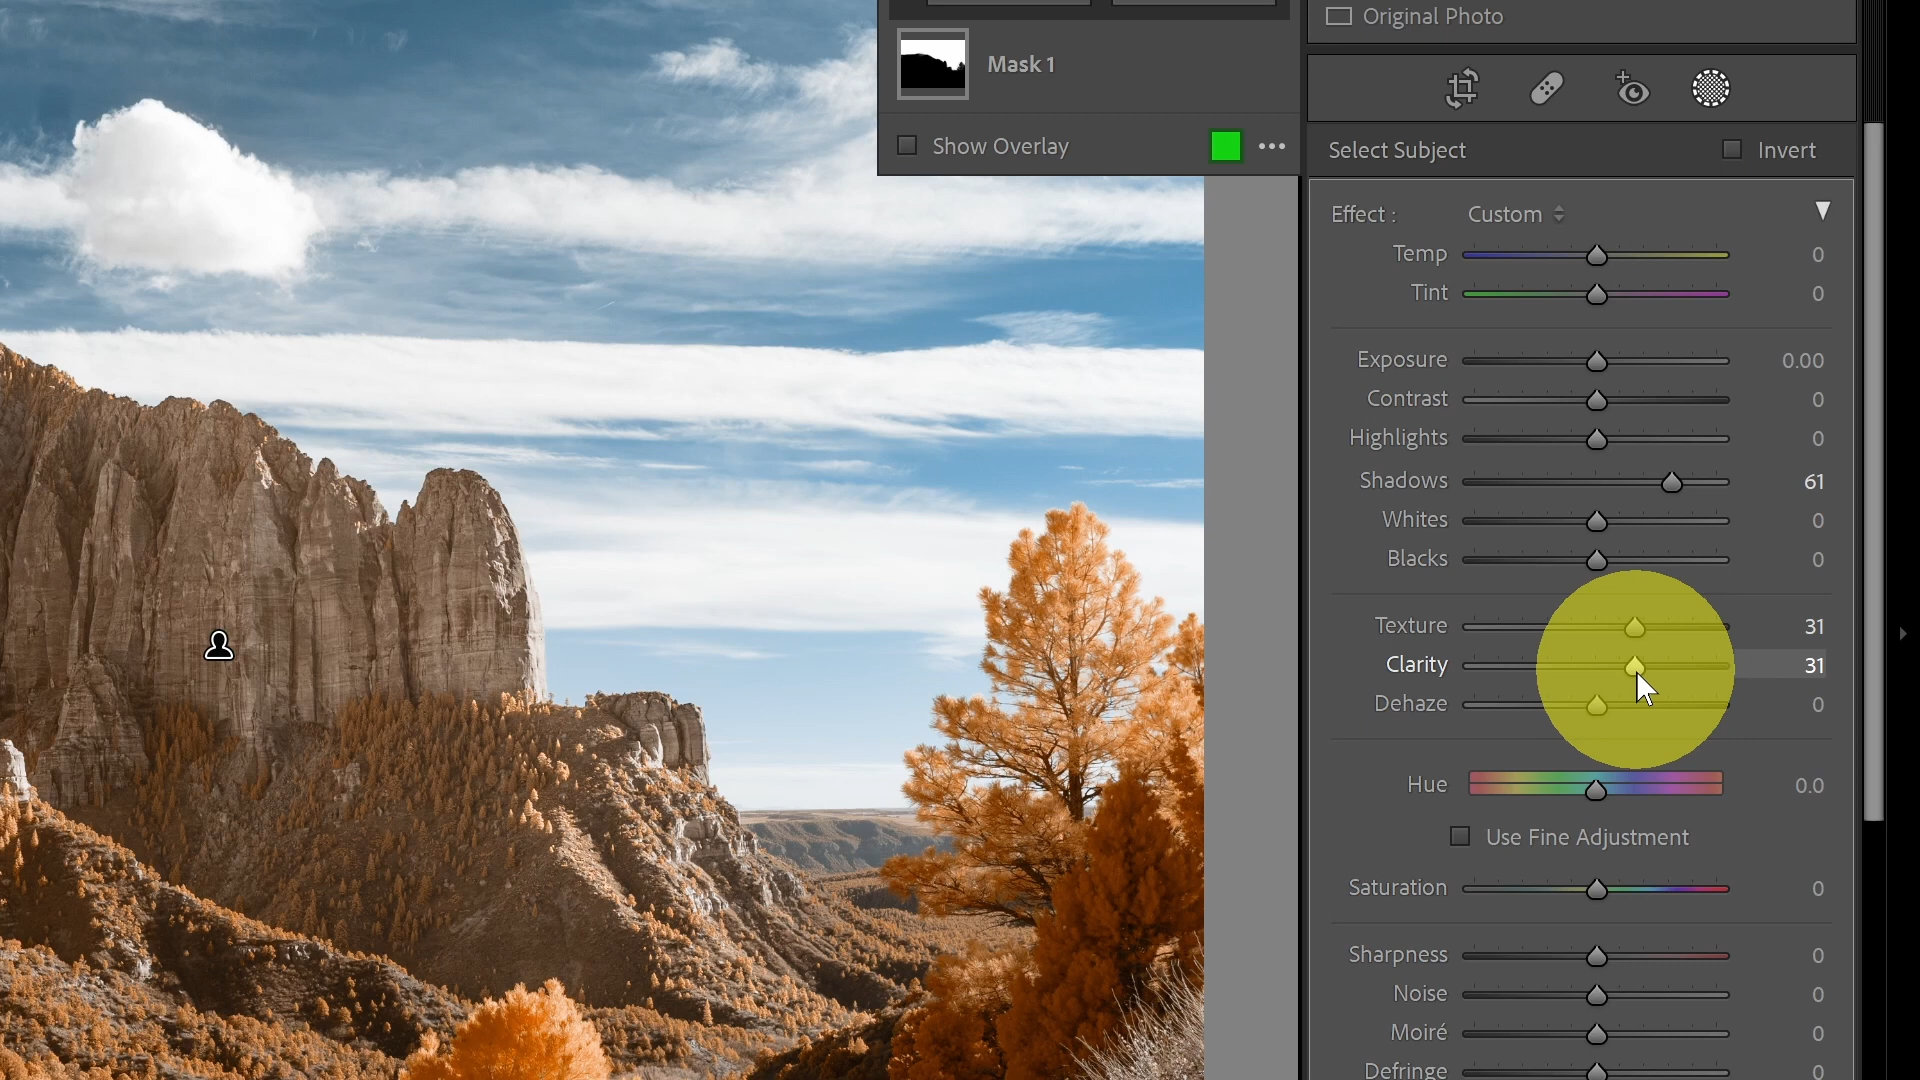 Original Photo
Mask 1
Show Overlay
Select Subject
Invert
Effect : Custom
Temp 0
Tint 0
Exposure 0.00
Contrast 0
Highlights 0
Shadows 61
Whites 0
Blacks 0
Texture 31
Clarity 31
Dehaze 0
Hue 0.0
Use Fine Adjustment
Saturation 0
Sharpness 0
Noise 0
Moiré 0
Defringe 0